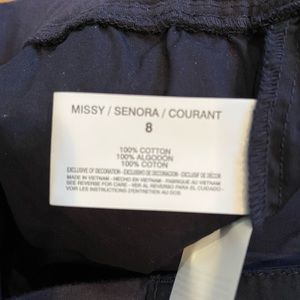 MISSY / SENORA / COURANT
8
100% COTTON
100% ALGODON
100% COTON
EXCLUSIVE OF DECORATION - EXCLUSIVO DE DECORACION - EXCLUSIF DE DÉCOR
MADE IN VIETNAM - HECHO EN VIETNAM - FABRIQUÉ AU VIETNAM
SEE REVERSE FOR CARE - VER AL REVERSO PARA EL CUIDADO -
VOIR LES INSTRUCTIONS D'ENTRETIEN AU DOS.